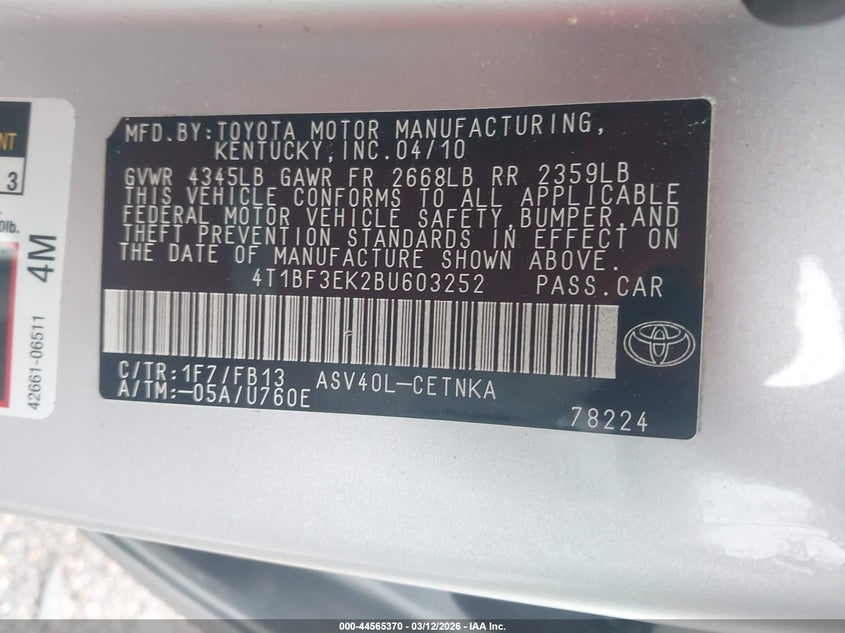 NT
3
0lb.
4M
42661-06511
MFD.BY:TOYOTA MOTOR MANUFACTURING,
KENTUCKY,INC.04/10
GVWR 4345LB GAWR FR 2668LB RR 2359LB
THIS VEHICLE CONFORMS TO ALL APPLICABLE
FEDERAL MOTOR VEHICLE SAFETY,BUMPER,AND
THEFT PREVENTION STANDARDS IN EFFECT ON
THE DATE OF MANUFACTURE SHOWN ABOVE.
4T1BF3EK2BU603252 PASS.CAR
C/TR:1F7/FB13 ASV40L-CETNKA
A/TM:-05A/U760E
78224
000-44565370 - 03/12/2026 - IAA Inc.